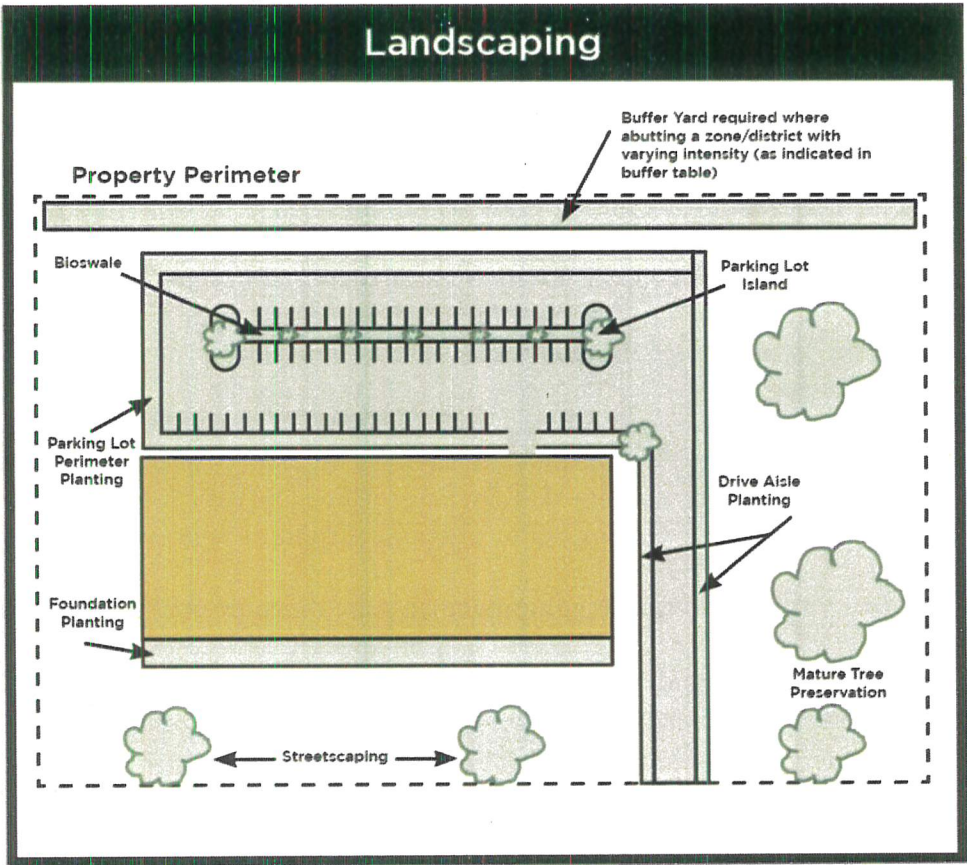 Landscaping
Buffer Yard required where
abutting a zone/district with
varying intensity (as indicated in
buffer table)
Property Perimeter
Bioswale
Parking Lot
Island
Parking Lot
Perimeter
Planting
Drive Aisle
Planting
Foundation
Planting
Mature Tree
Preservation
Streetscaping